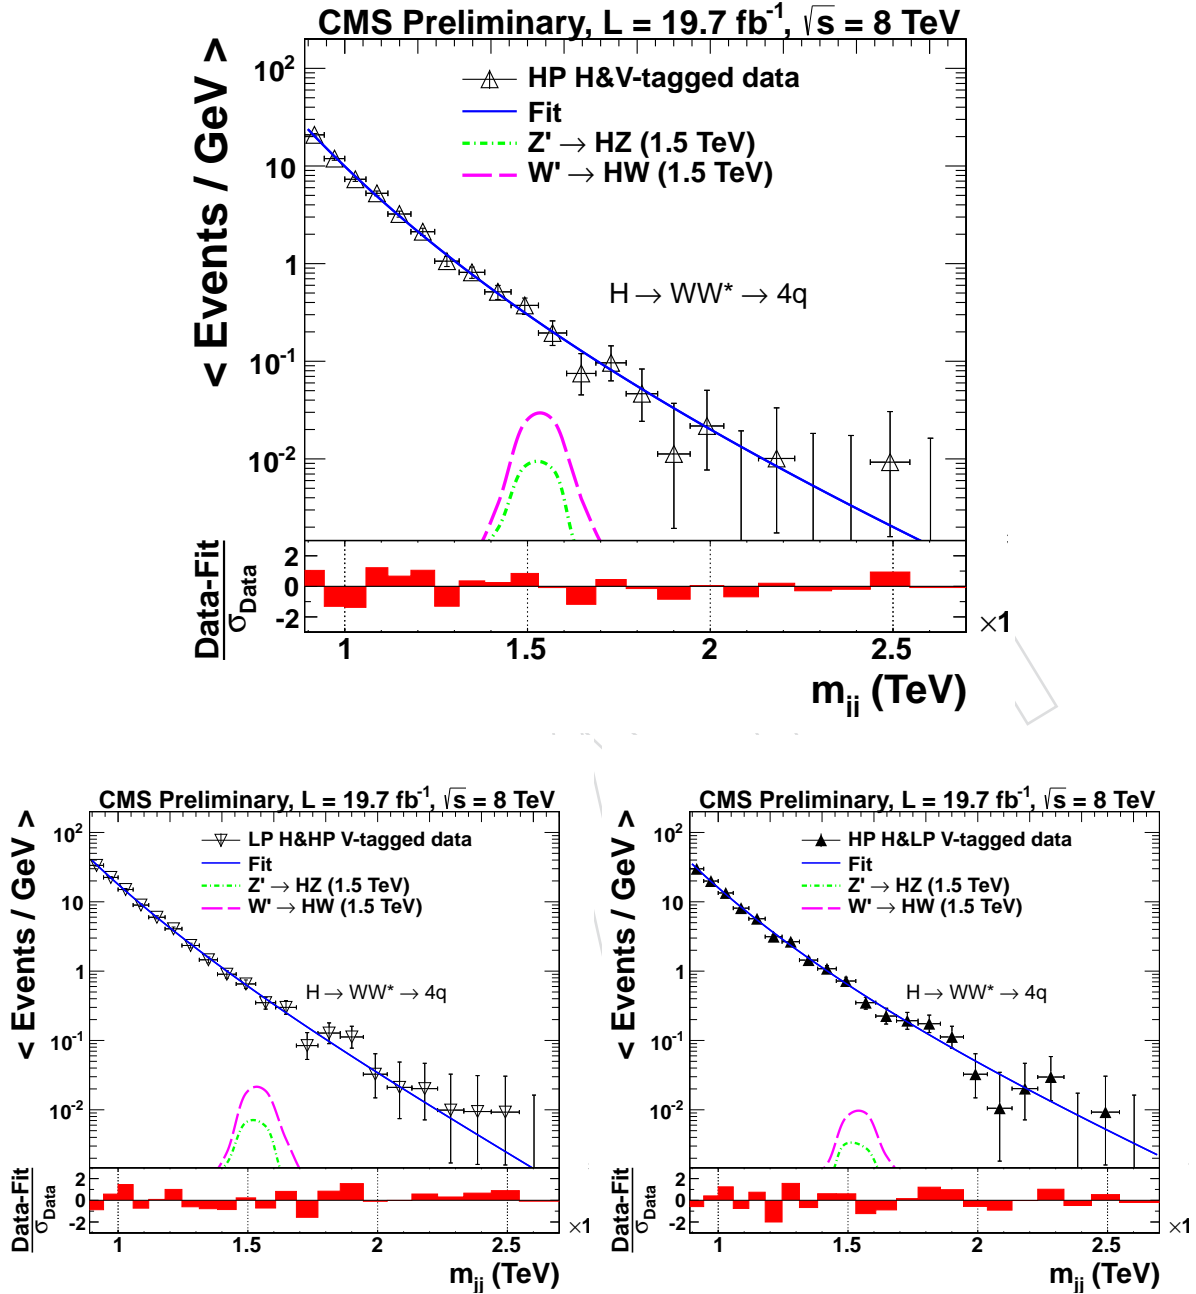 CMS Preliminary, L = 19.7 fb⁻¹, √s = 8 TeV
< Events / GeV >
10²
10
1
10⁻¹
10⁻²
HP H&V-tagged data
Fit
Z' → HZ (1.5 TeV)
W' → HW (1.5 TeV)
H → WW* → 4q
Data-Fit
σData
2
0
-2
×1
1 1.5 2 2.5
mjj (TeV)
CMS Preliminary, L = 19.7 fb⁻¹, √s = 8 TeV
< Events / GeV >
10²
10
1
10⁻¹
10⁻²
LP H&HP V-tagged data
Fit
Z' → HZ (1.5 TeV)
W' → HW (1.5 TeV)
H → WW* → 4q
Data-Fit
σData
2
0
-2
×1
1 1.5 2 2.5
mjj (TeV)
CMS Preliminary, L = 19.7 fb⁻¹, √s = 8 TeV
< Events / GeV >
10²
10
1
10⁻¹
10⁻²
HP H&LP V-tagged data
Fit
Z' → HZ (1.5 TeV)
W' → HW (1.5 TeV)
H → WW* → 4q
Data-Fit
σData
2
0
-2
×1
1 1.5 2 2.5
mjj (TeV)